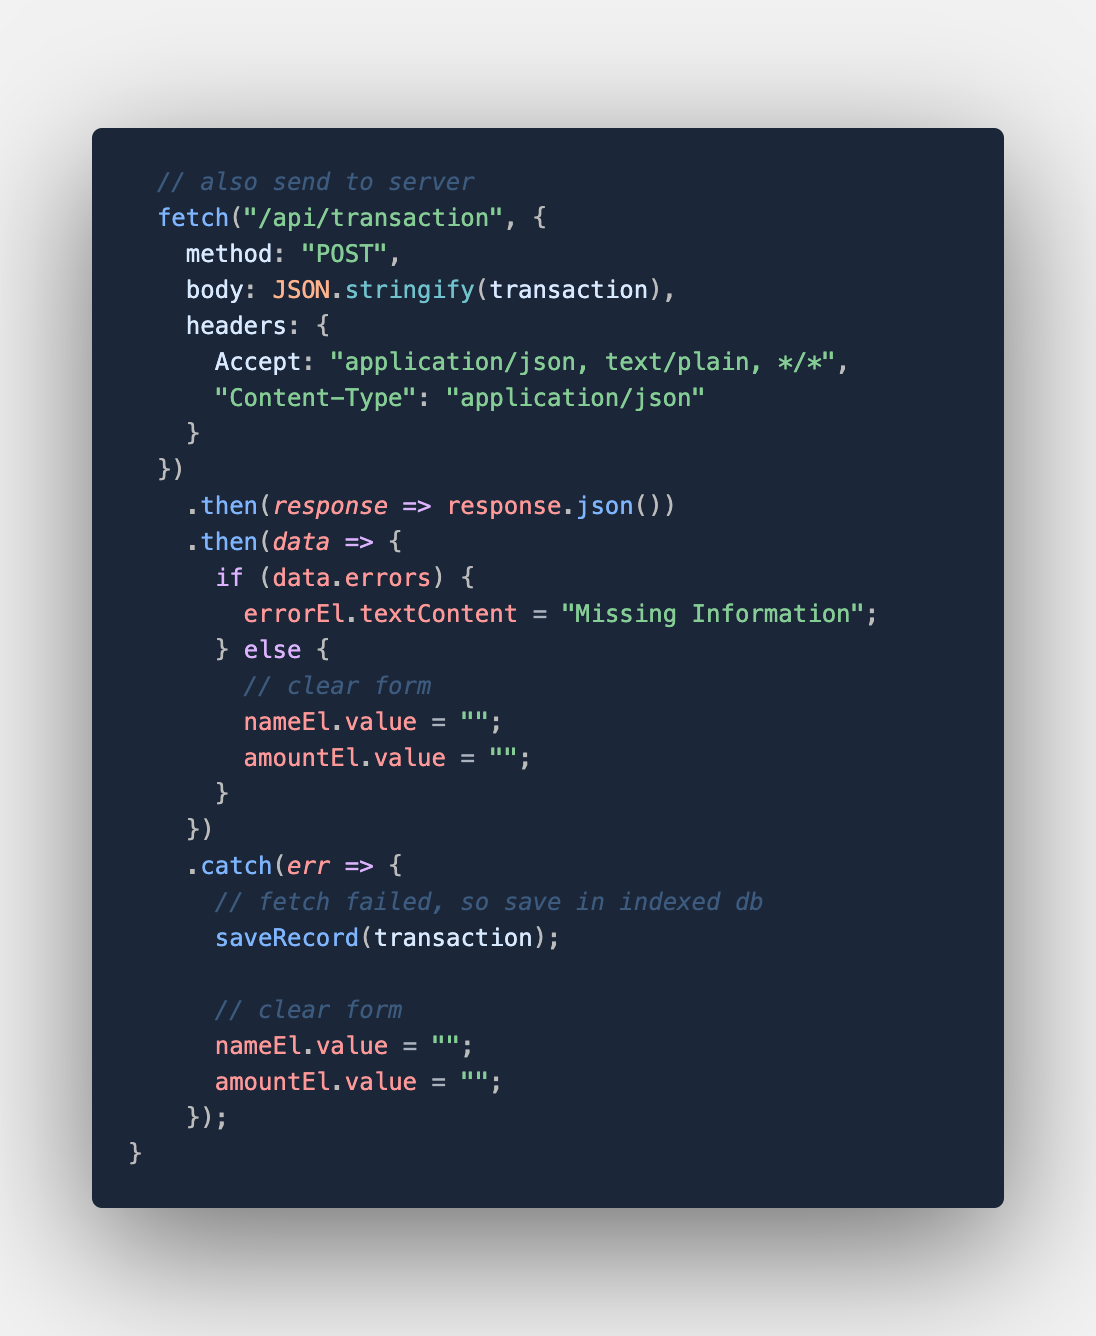 // also send to server
fetch("/api/transaction", {
method: "POST",
body: JSON.stringify(transaction),
headers: {
Accept: "application/json, text/plain, */*",
"Content-Type": "application/json"
}
})
.then(response => response.json())
.then(data => {
if (data.errors) {
errorEl.textContent = "Missing Information";
} else {
// clear form
nameEl.value = "";
amountEl.value = "";
}
})
.catch(err => {
// fetch failed, so save in indexed db
saveRecord(transaction);
// clear form
nameEl.value = "";
amountEl.value = "";
});
}